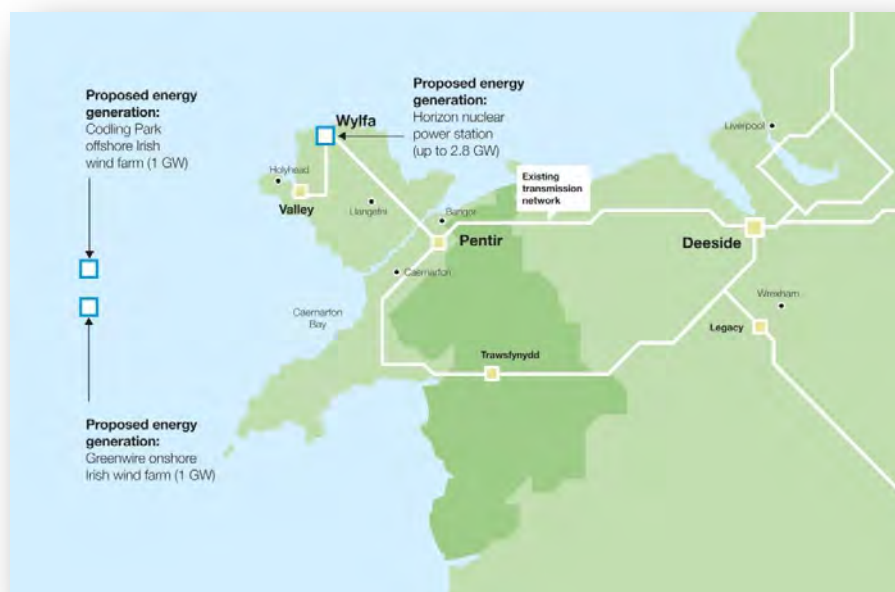 Proposed energy
generation:
Codling Park
offshore Irish
wind farm (1 GW)
Wylfa
Proposed energy
generation:
Horizon nuclear
power station
(up to 2.8 GW)
Liverpool
Holyhead
Valley
Llangefni
Bangor
Existing
transmission
network
Pentir
Deeside
Caernarfon
Caernarfon
Bay
Wrexham
Legacy
Trawsfynydd
Proposed energy
generation:
Greenwire onshore
Irish wind farm (1 GW)